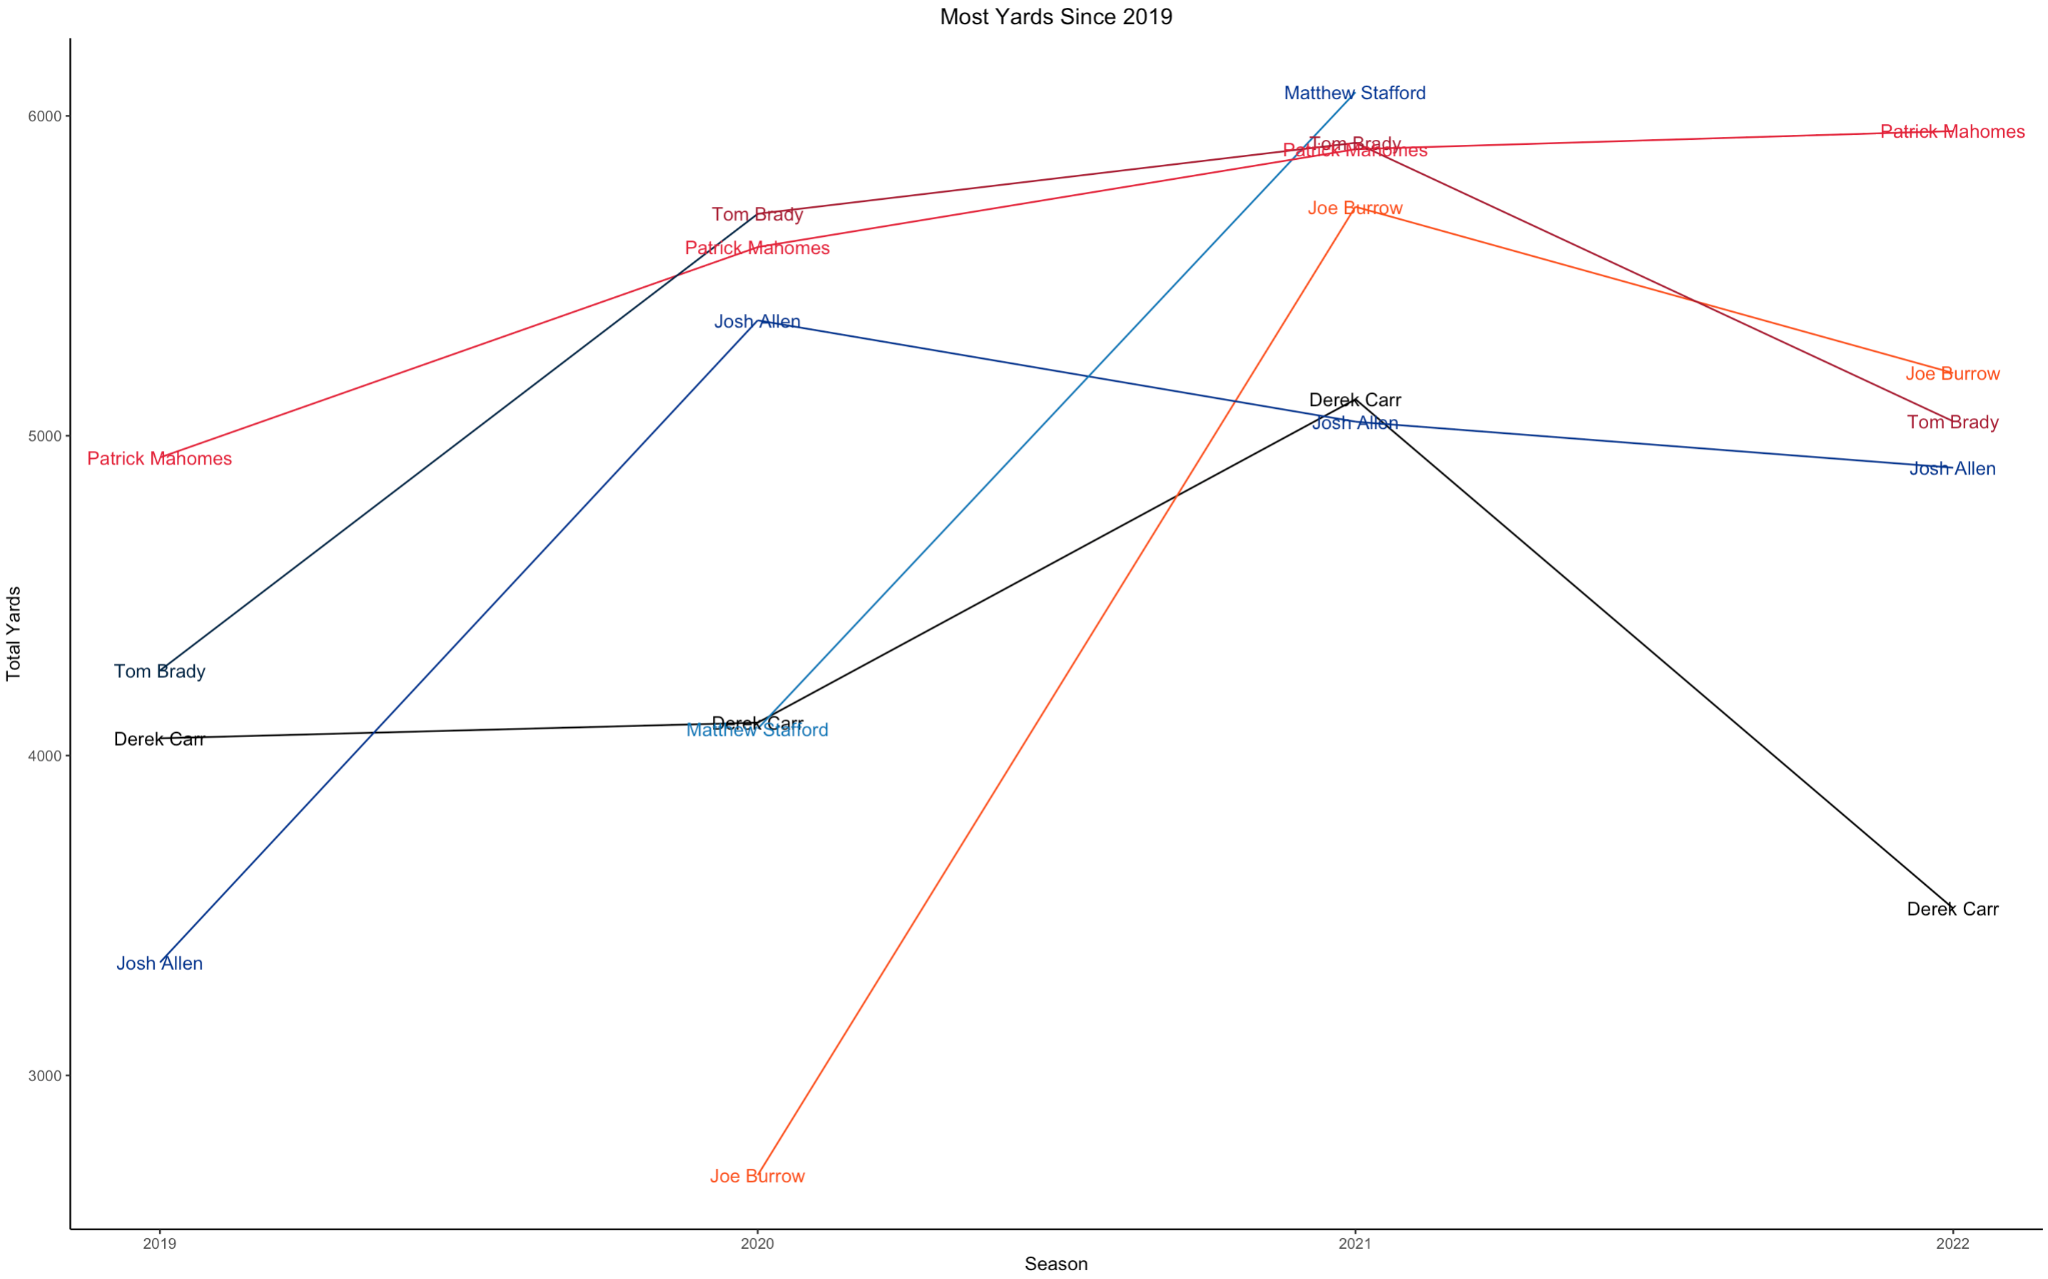 Most Yards Since 2019
Total Yards
6000
5000
4000
3000
Matthew Stafford
Patrick Mahomes
Tom Brady
Patrick Mahomes
Joe Burrow
Tom Brady
Patrick Mahomes
Josh Allen
Joe Burrow
Derek Carr
Josh Allen
Tom Brady
Patrick Mahomes
Josh Allen
Tom Brady
Derek Carr
Matthew Stafford
Derek Carr
Derek Carr
Josh Allen
Joe Burrow
2019
2020
2021
2022
Season